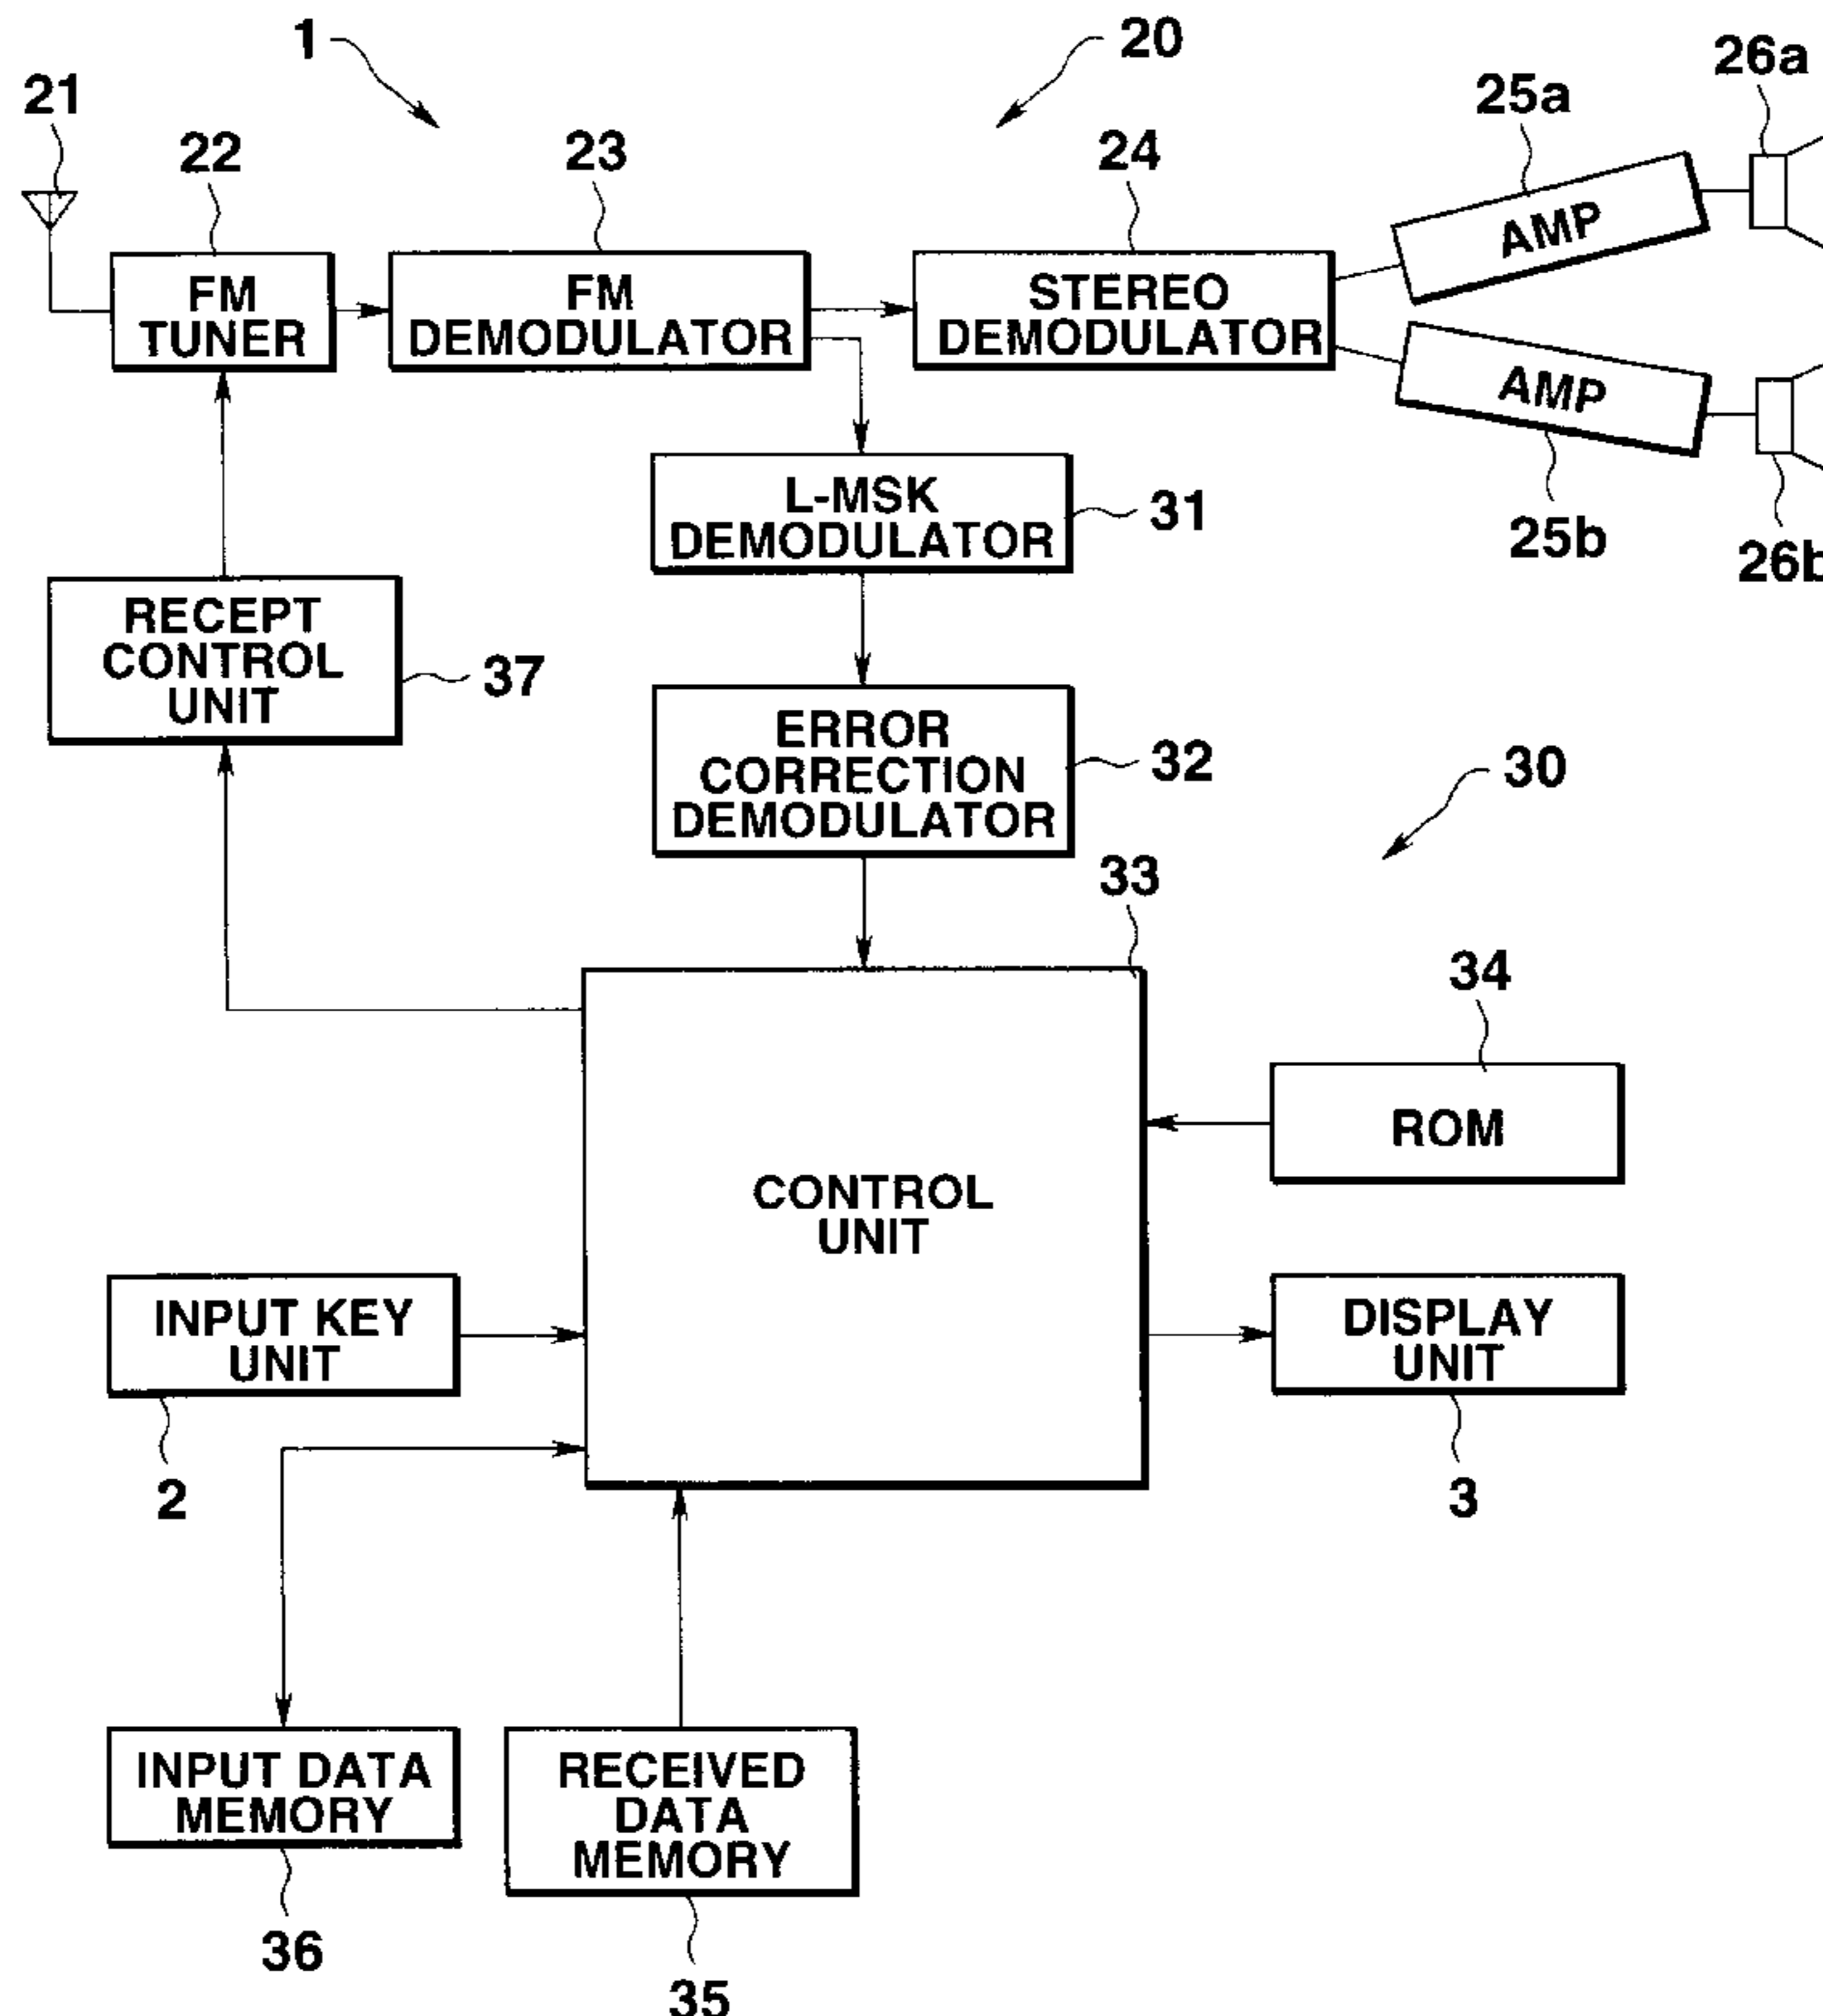 1
20
21
22
23
24
25a
26a
FM
TUNER
FM
DEMODULATOR
STEREO
DEMODULATOR
AMP
AMP
25b
26b
L-MSK
DEMODULATOR
31
RECEPT
CONTROL
UNIT
37
ERROR
CORRECTION
DEMODULATOR
32
30
33
34
ROM
CONTROL
UNIT
INPUT KEY
UNIT
2
DISPLAY
UNIT
3
INPUT DATA
MEMORY
36
RECEIVED
DATA
MEMORY
35